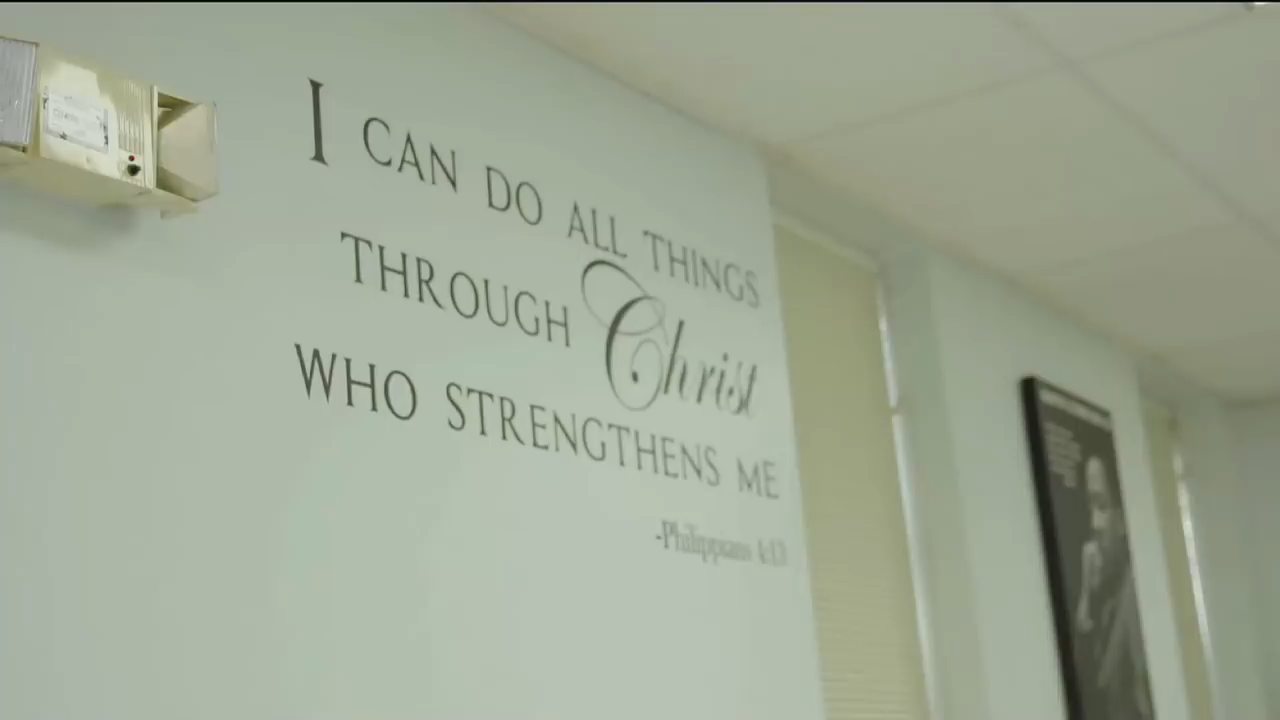 I CAN DO ALL THINGS
THROUGH Christ
WHO STRENGTHENS ME
-Philippians 4:13